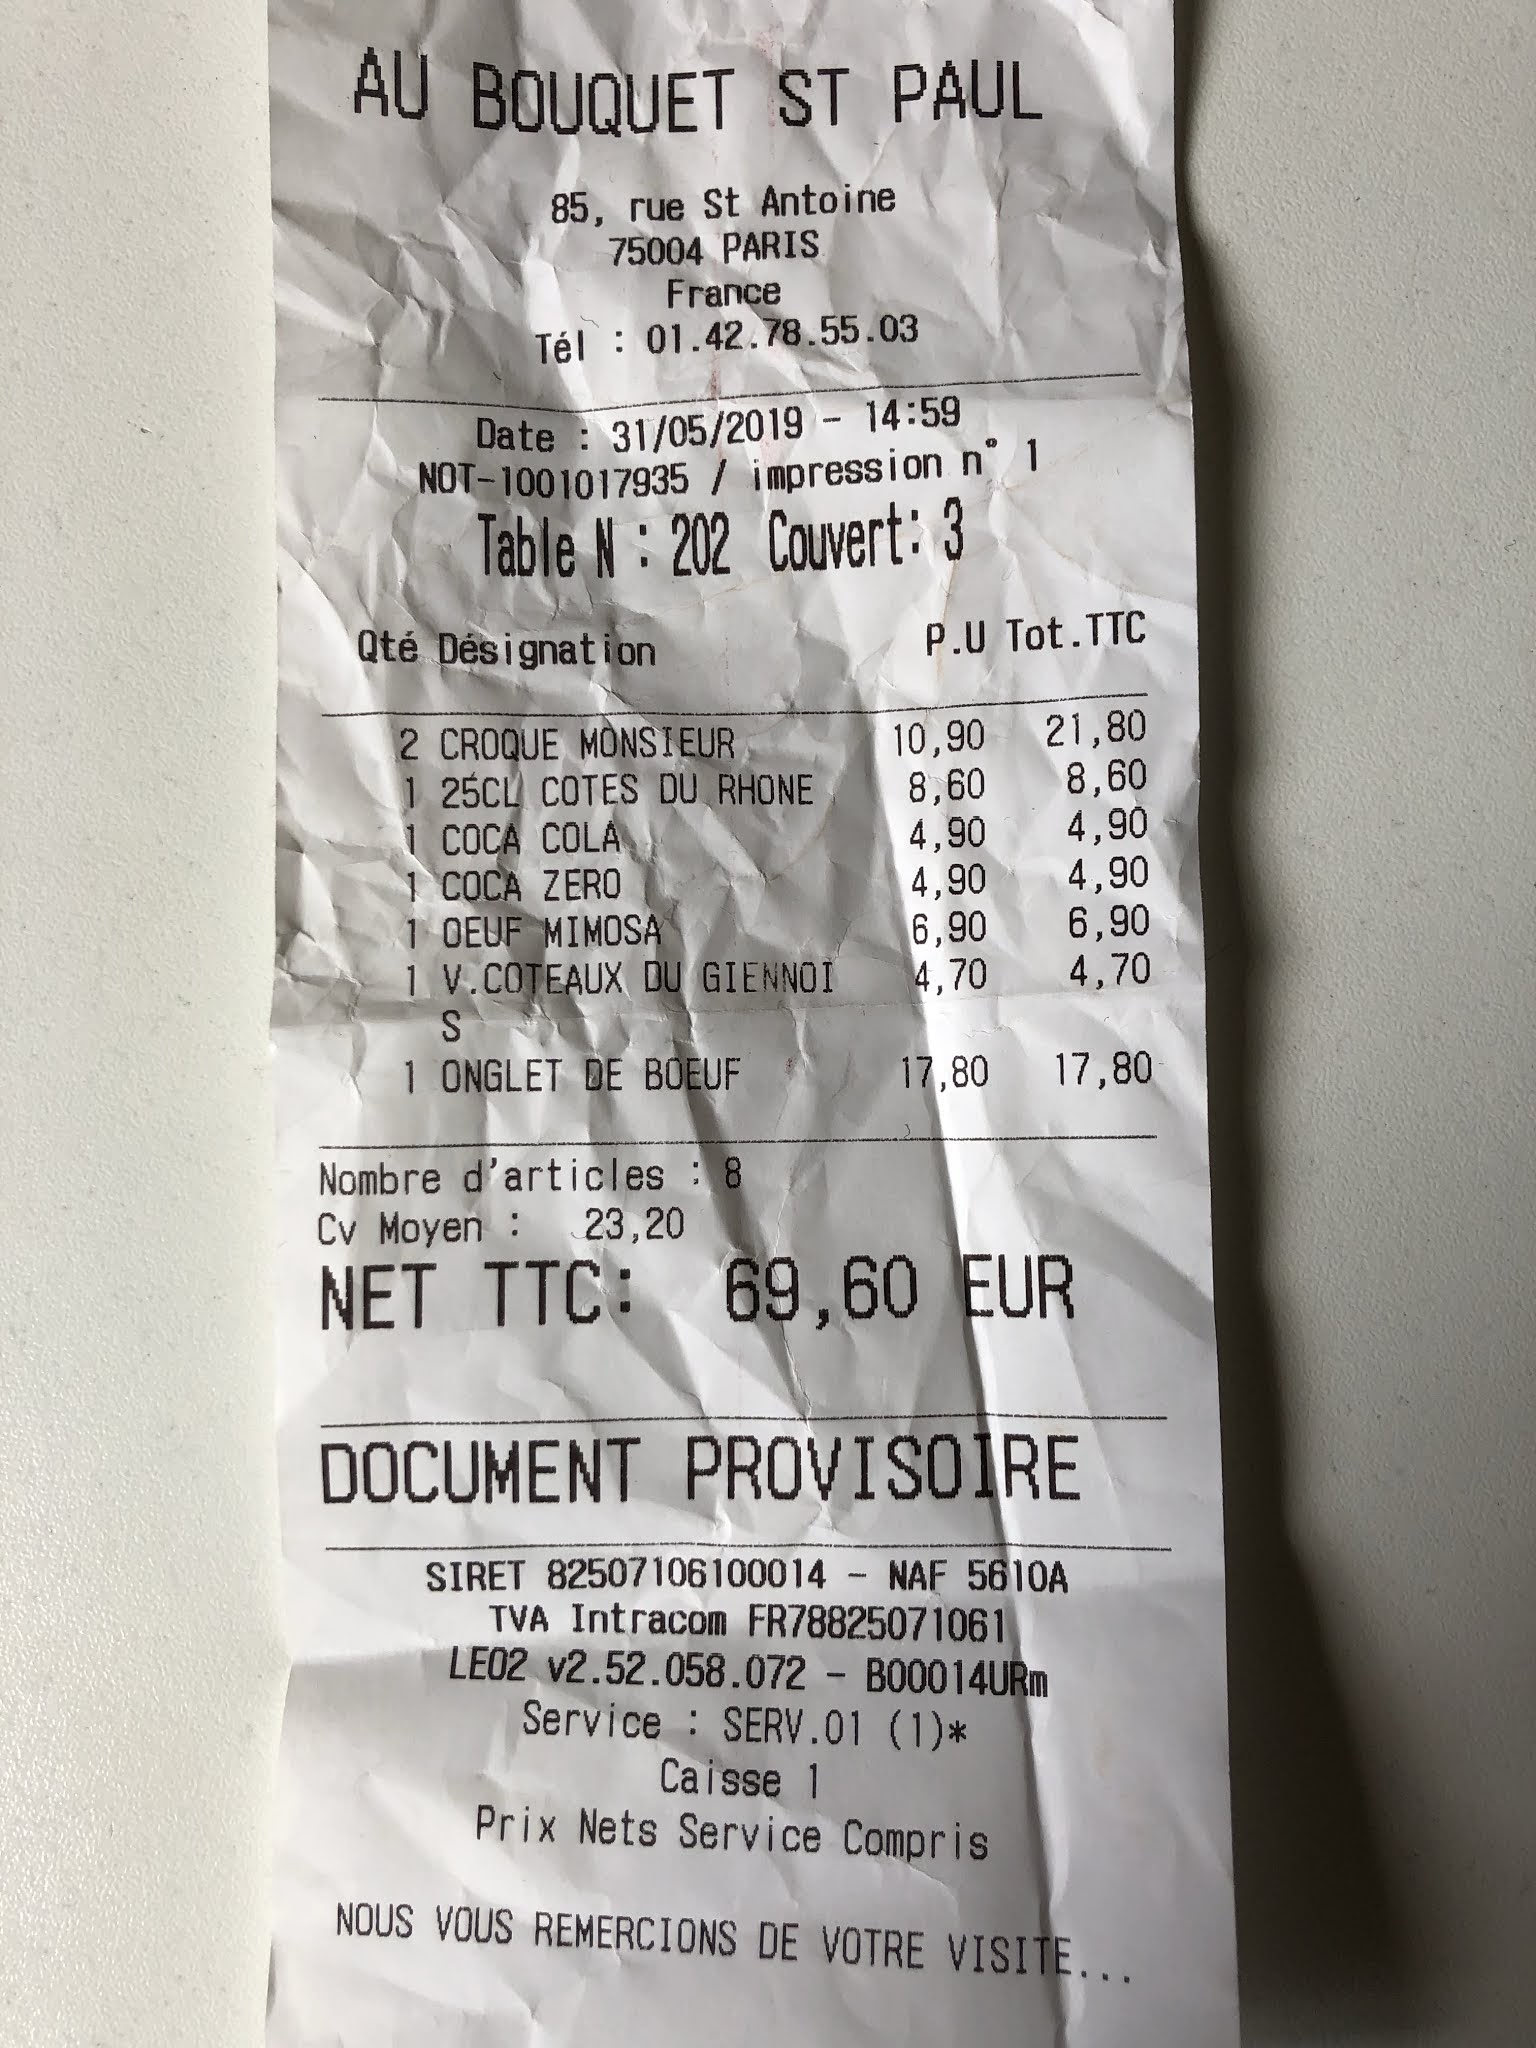 AU BOUQUET ST PAUL
85, rue St Antoine
75004 PARIS
France
Tél : 01.42.78.55.03
Date : 31/05/2019 - 14:59
NOT-1001017935 / impression n° 1
Table N : 202 Couvert: 3
Qté Désignation P.U Tot.TTC
2 CROQUE MONSIEUR 10,90 21,80
1 25CL COTES DU RHONE 8,60 8,60
1 COCA COLA 4,90 4,90
1 COCA ZERO 4,90 4,90
1 OEUF MIMOSA 6,90 6,90
1 V.COTEAUX DU GIENNOI 4,70 4,70
S
1 ONGLET DE BOEUF 17,80 17,80
Nombre d'articles : 8
Cv Moyen : 23,20
NET TTC: 69,60 EUR
DOCUMENT PROVISOIRE
SIRET 82507106100014 - NAF 5610A
TVA Intracom FR78825071061
LEO2 v2.52.058.072 - B00014URm
Service : SERV.01 (1)*
Caisse 1
Prix Nets Service Compris
NOUS VOUS REMERCIONS DE VOTRE VISITE...